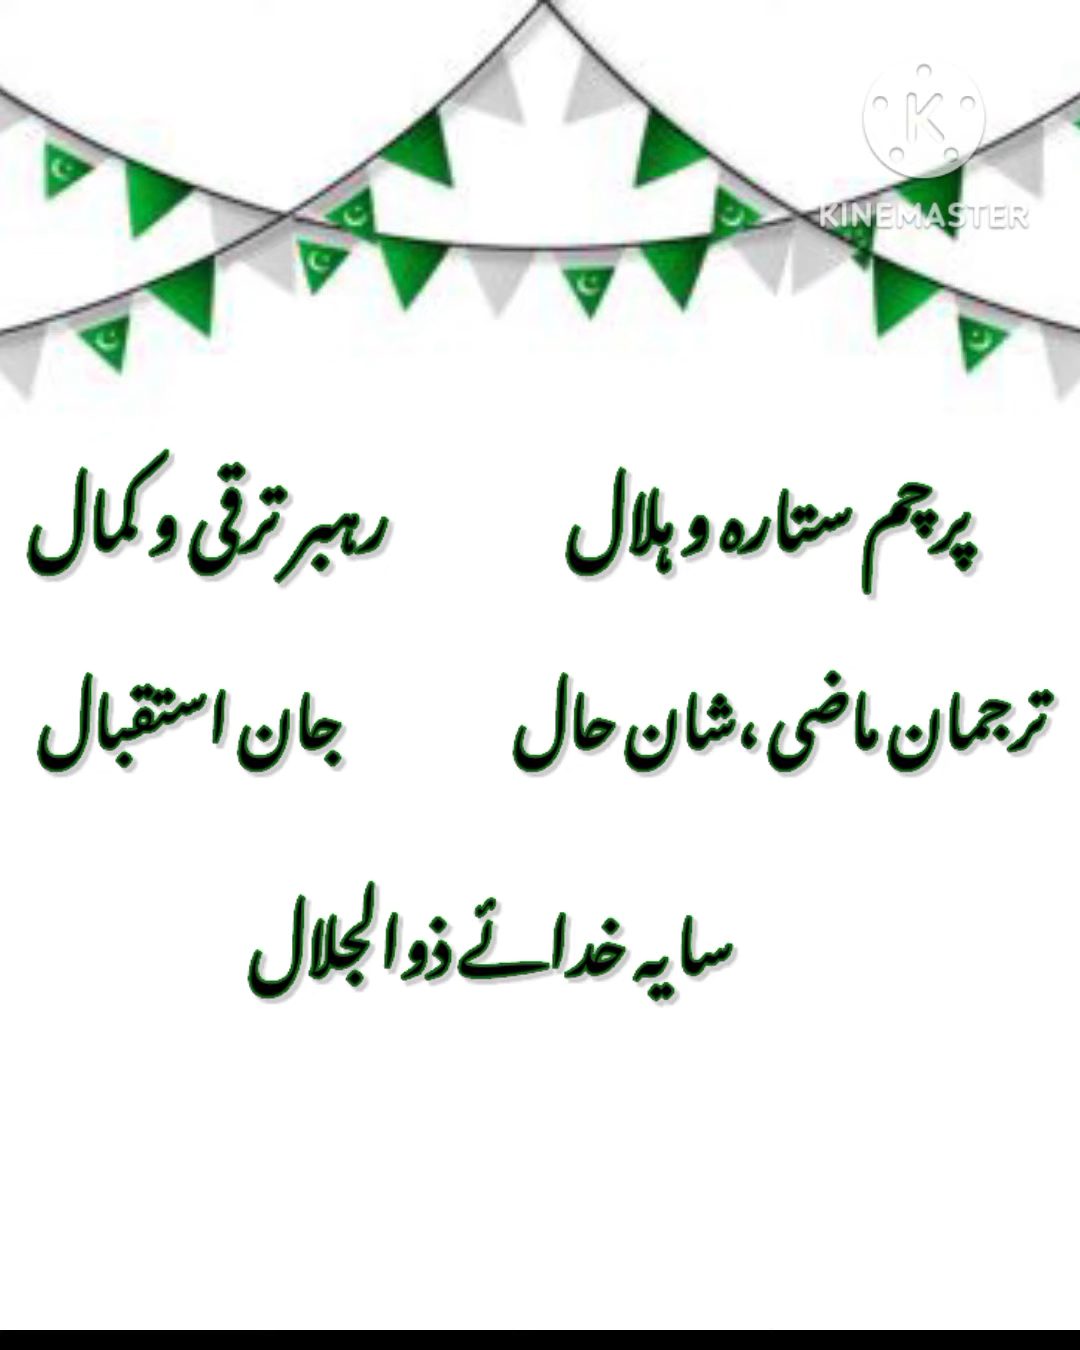 KINEMASTER
پرچم ستارہ و ہلال رہبر ترقی و کمال
ترجمان ماضی ،شان حال جان استقبال
سایہ خدائے ذوالجلال